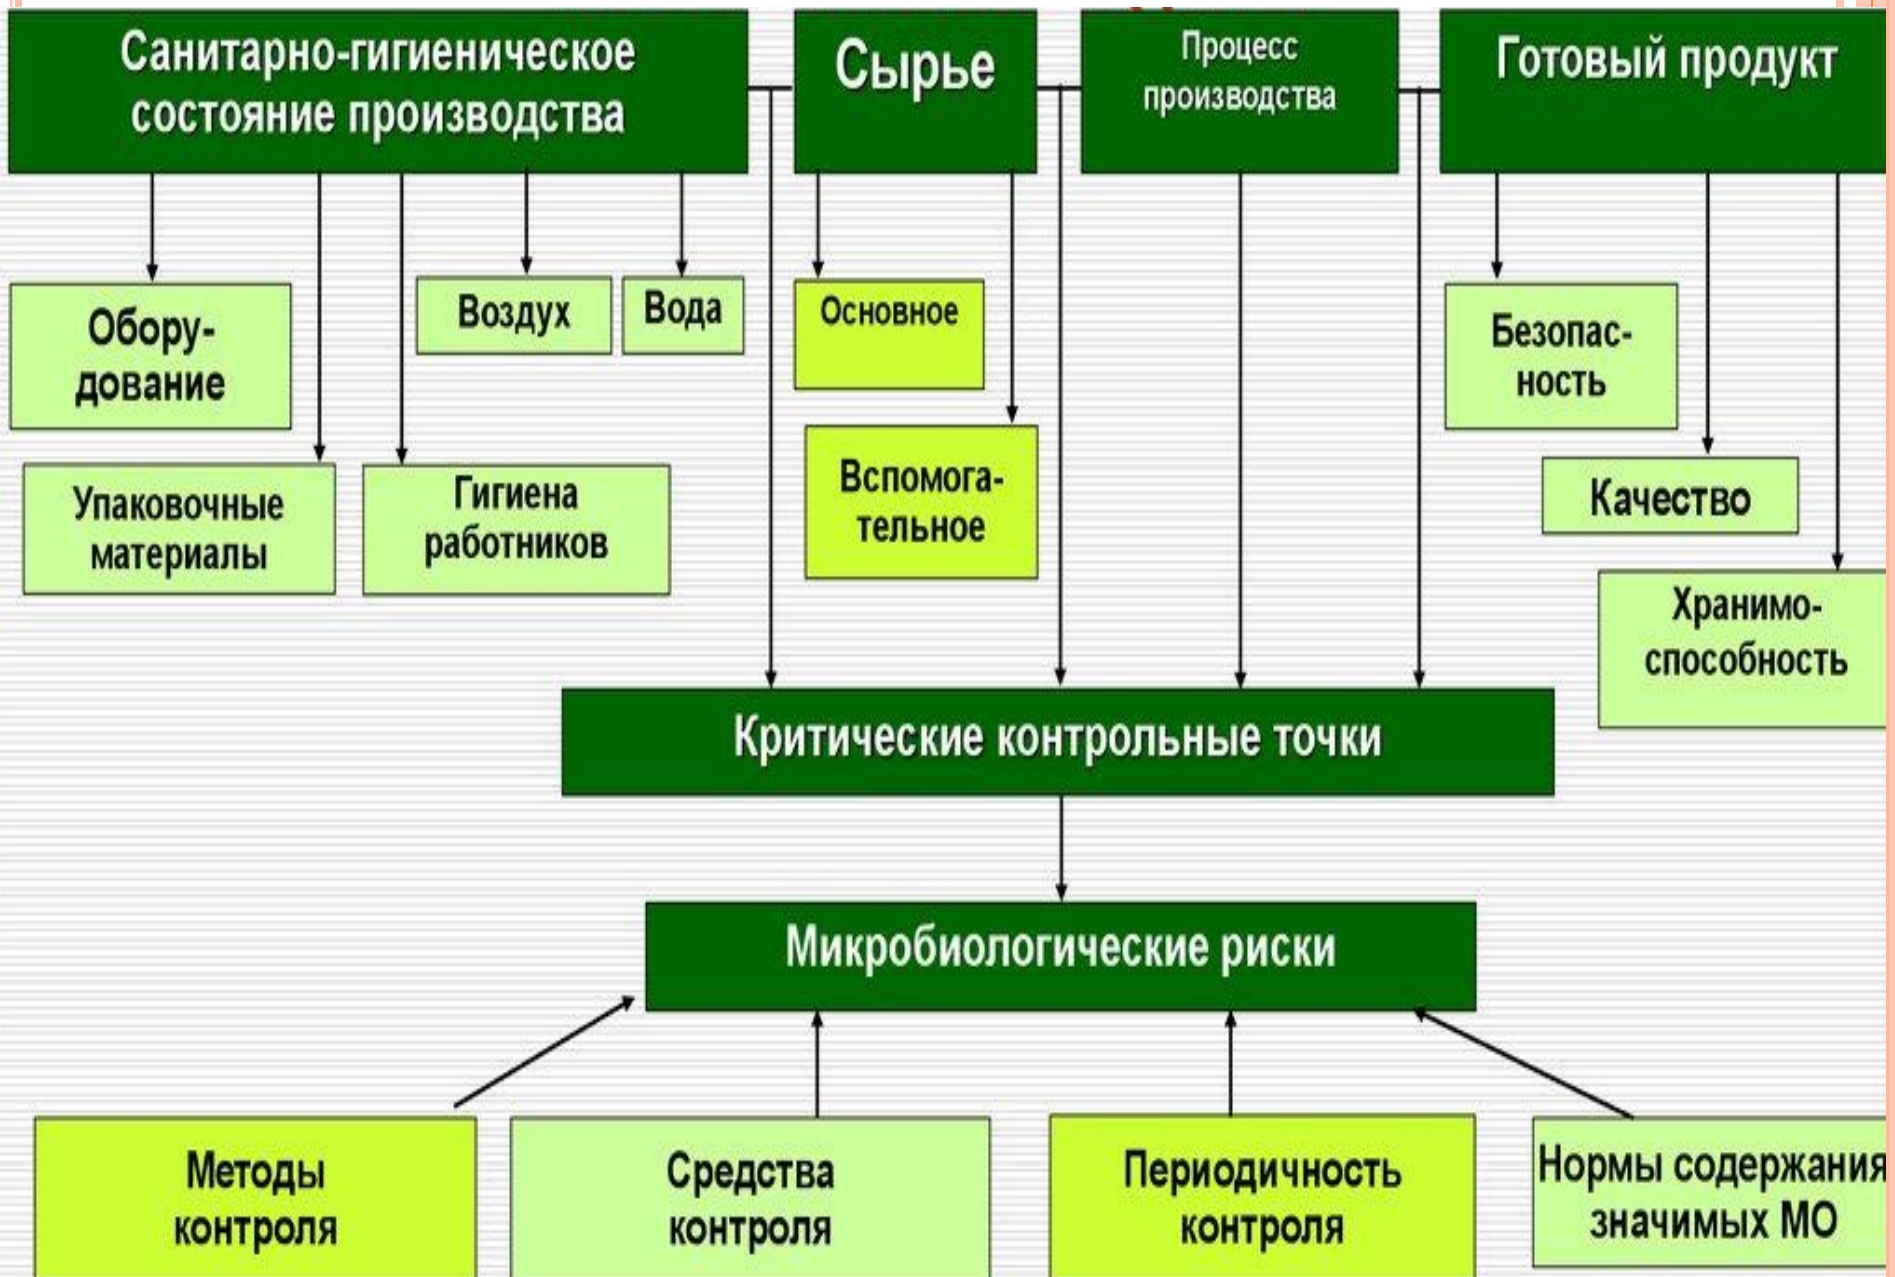 Санитарно-гигиеническое
состояние производства
Сырье
Процесс
производства
Готовый продукт
Обору-
дование
Воздух
Вода
Основное
Безопас-
ность
Упаковочные
материалы
Гигиена
работников
Вспомога-
тельное
Качество
Хранимо-
способность
Критические контрольные точки
Микробиологические риски
Методы
контроля
Средства
контроля
Периодичность
контроля
Нормы содержания
значимых МО